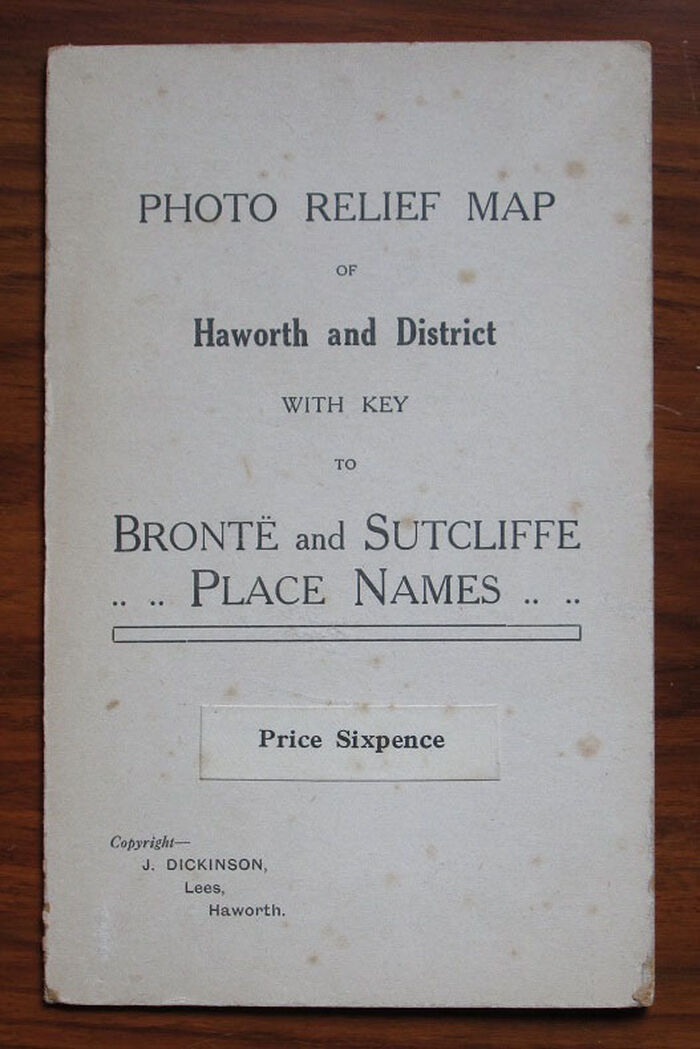 PHOTO RELIEF MAP
OF
Haworth and District
WITH KEY
TO
BRONTË and SUTCLIFFE
.. .. PLACE NAMES .. ..
Price Sixpence
Copyright—
J. DICKINSON,
Lees,
Haworth.